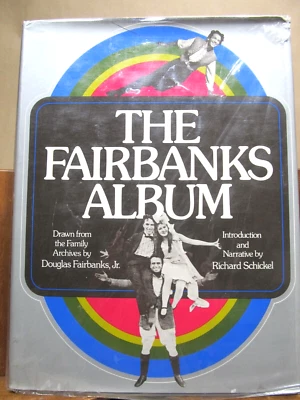 THE
FAIRBANKS
ALBUM
Drawn from
the Family
Archives by
Douglas Fairbanks, Jr.
Introduction
and
Narrative by
Richard Schickel